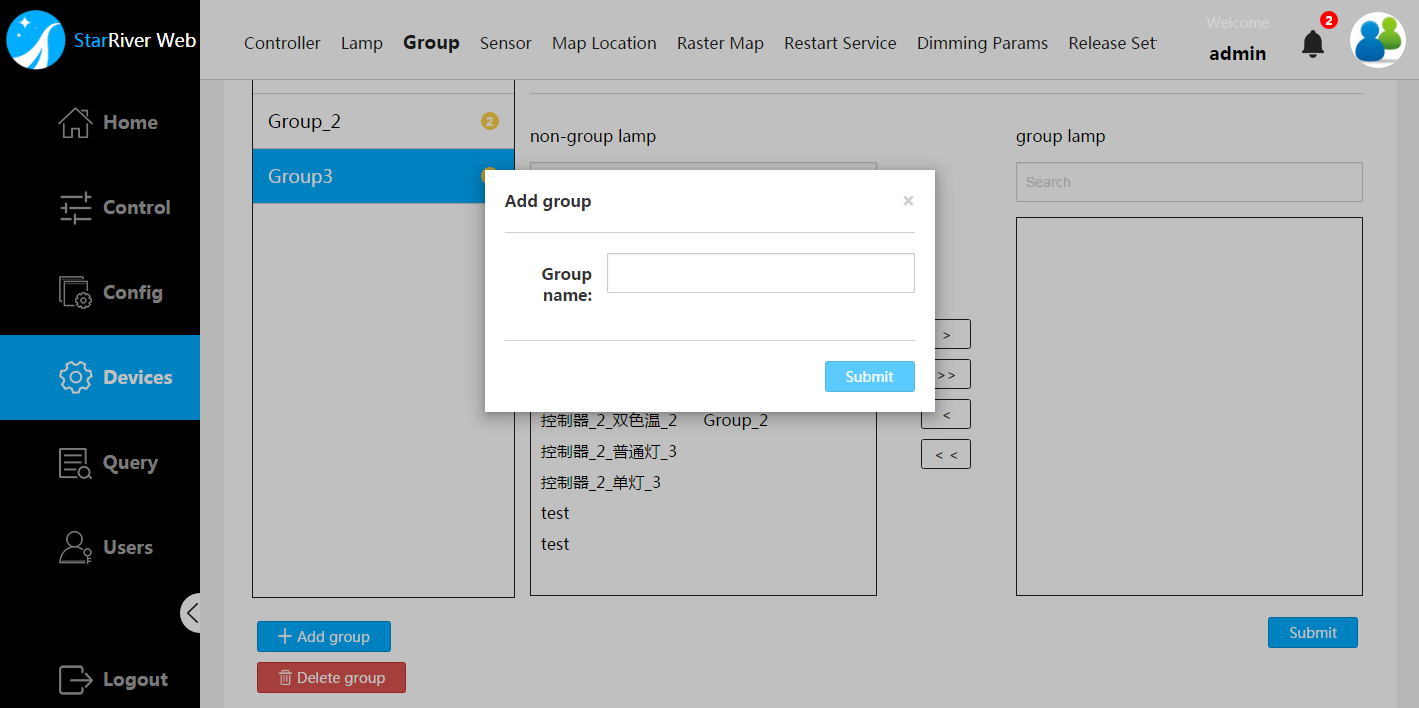 StarRiver Web
Controller
Lamp
Group
Sensor
Map Location
Raster Map
Restart Service
Dimming Params
Release Set
Welcome
admin
2
Home
Control
Config
Devices
Query
Users
Logout
Group_2
2
Group3
non-group lamp
group lamp
Search
Add group
×
Group
name:
Submit
>
>>
<
< <
控制器_2_双色温_2 Group_2
控制器_2_普通灯_3
控制器_2_单灯_3
test
test
Add group
Delete group
Submit